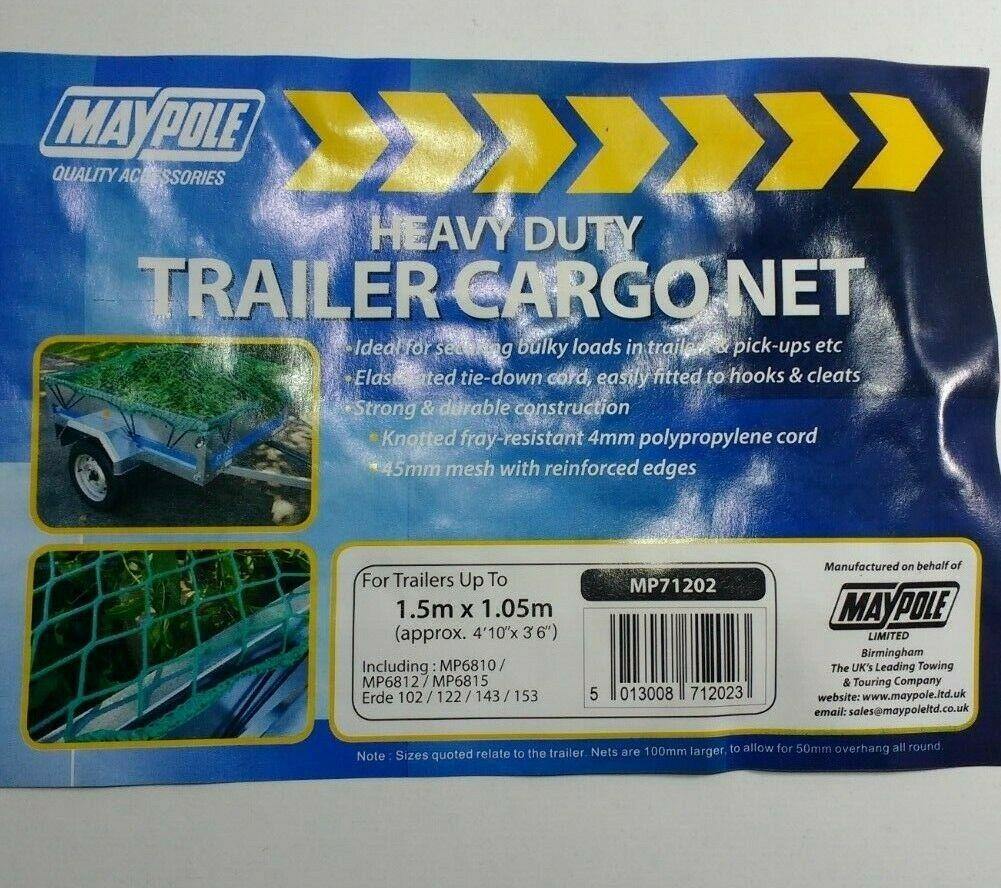 MAYPOLE
QUALITY ACCESSORIES
HEAVY DUTY
TRAILER CARGO NET
•Ideal for securing bulky loads in trailers & pick-ups etc
•Elasticated tie-down cord, easily fitted to hooks & cleats
•Strong & durable construction
•Knotted fray-resistant 4mm polypropylene cord
•45mm mesh with reinforced edges
For Trailers Up To
1.5m x 1.05m
(approx. 4'10"x 3'6")
Including : MP6810 /
MP6812 / MP6815
Erde 102 / 122 / 143 / 153
MP71202
5 013008 712023
Manufactured on behalf of
MAYPOLE
LIMITED
Birmingham
The UK's Leading Towing
& Touring Company
website: www.maypole.ltd.uk
email: sales@maypoleltd.co.uk
Note : Sizes quoted relate to the trailer. Nets are 100mm larger, to allow for 50mm overhang all round.